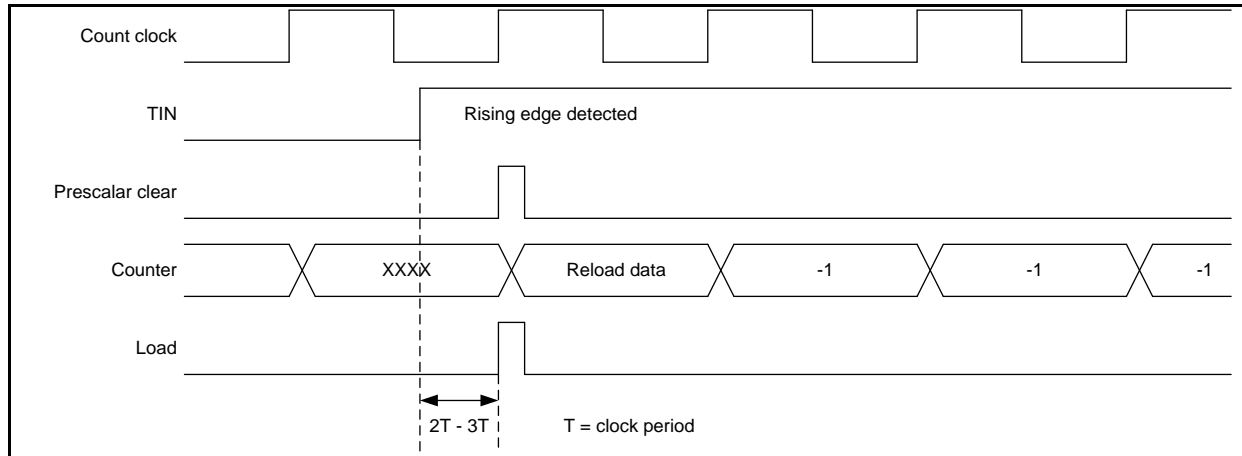 Count clock
TIN
Rising edge detected
Prescalar clear
Counter
XXXX
Reload data
-1
-1
-1
Load
2T - 3T
T = clock period